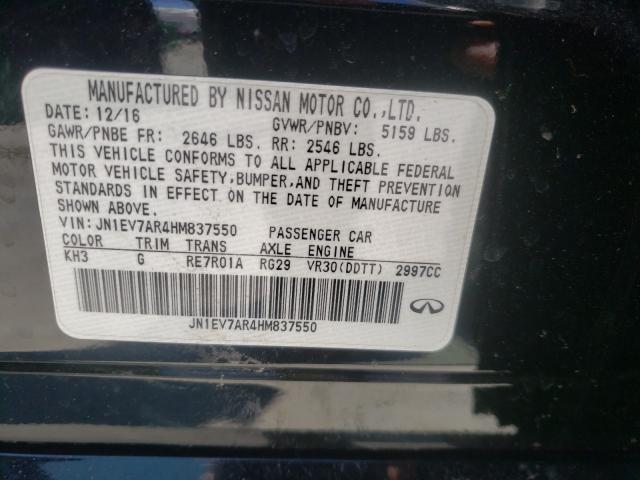 MANUFACTURED BY NISSAN MOTOR CO.,LTD.
DATE: 12/16 GVWR/PNBV: 5159 LBS.
GAWR/PNBE FR: 2646 LBS. RR: 2546 LBS.
THIS VEHICLE CONFORMS TO ALL APPLICABLE FEDERAL
MOTOR VEHICLE SAFETY,BUMPER,AND THEFT PREVENTION
STANDARDS IN EFFECT ON THE DATE OF MANUFACTURE
SHOWN ABOVE.
VIN:JN1EV7AR4HM837550 PASSENGER CAR
COLOR TRIM TRANS AXLE ENGINE
KH3 G RE7R01A RG29 VR30(DDTT) 2997CC
JN1EV7AR4HM837550